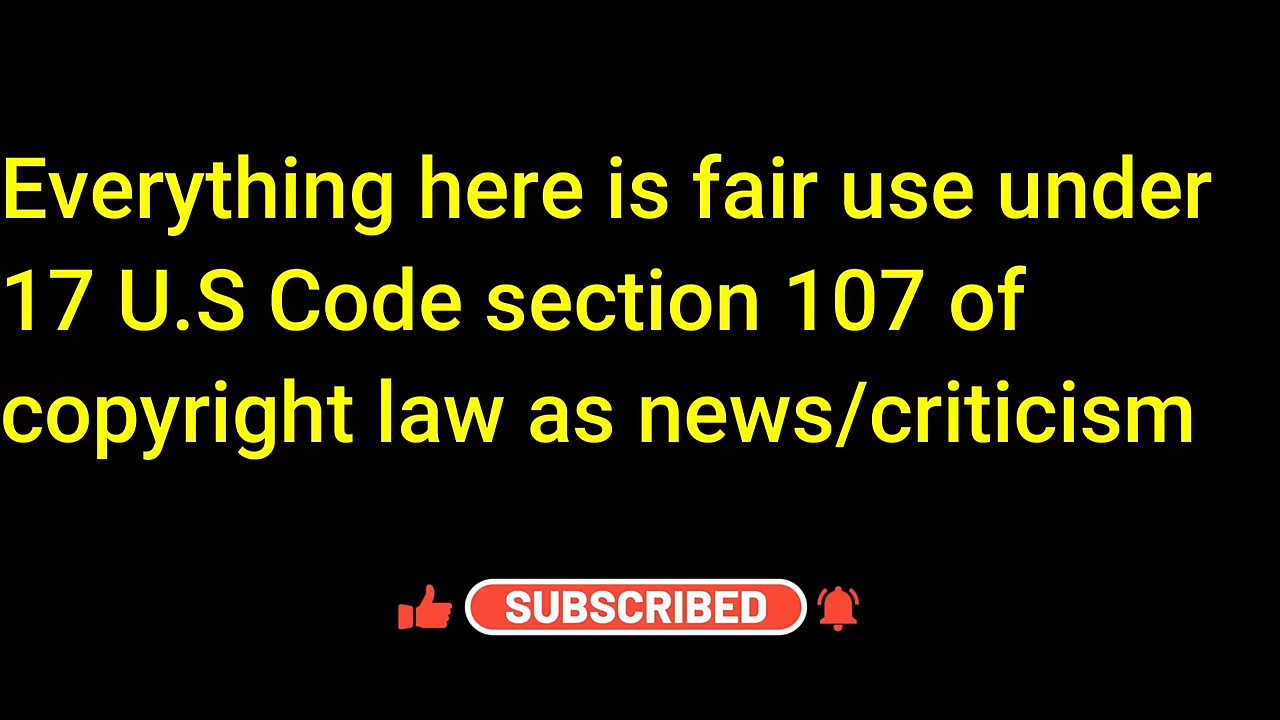 Everything here is fair use under
17 U.S Code section 107 of
copyright law as news/criticism
SUBSCRIBED